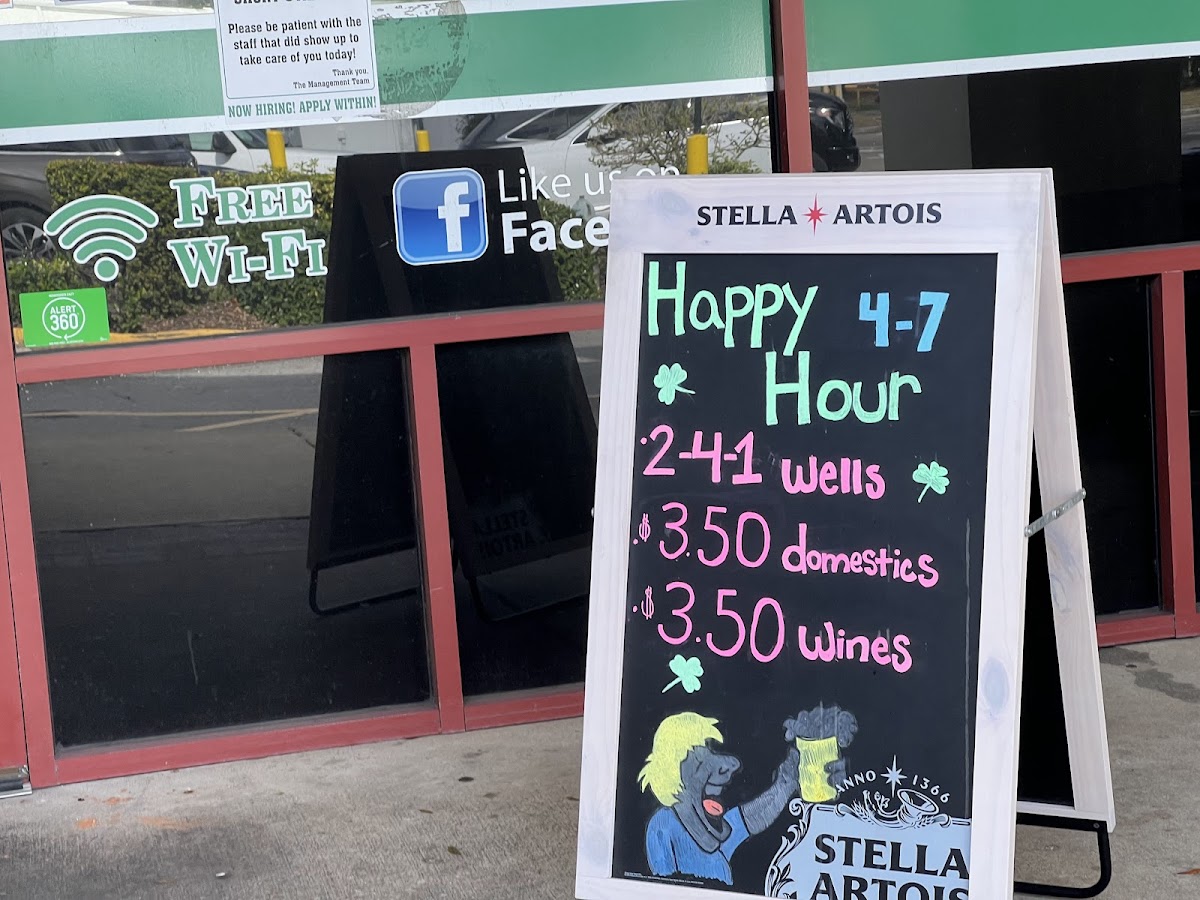 Please be patient with the
staff that did show up to
take care of you today!
Thank you,
The Management Team
NOW HIRING! APPLY WITHIN!
FREE
WI-FI
ALERT
360
Like us on
Face
STELLA ARTOIS
Happy 4-7
Hour
·2-4-1 wells
·$3.50 domestics
·$3.50 wines
ANNO 1366
STELLA
ARTOIS